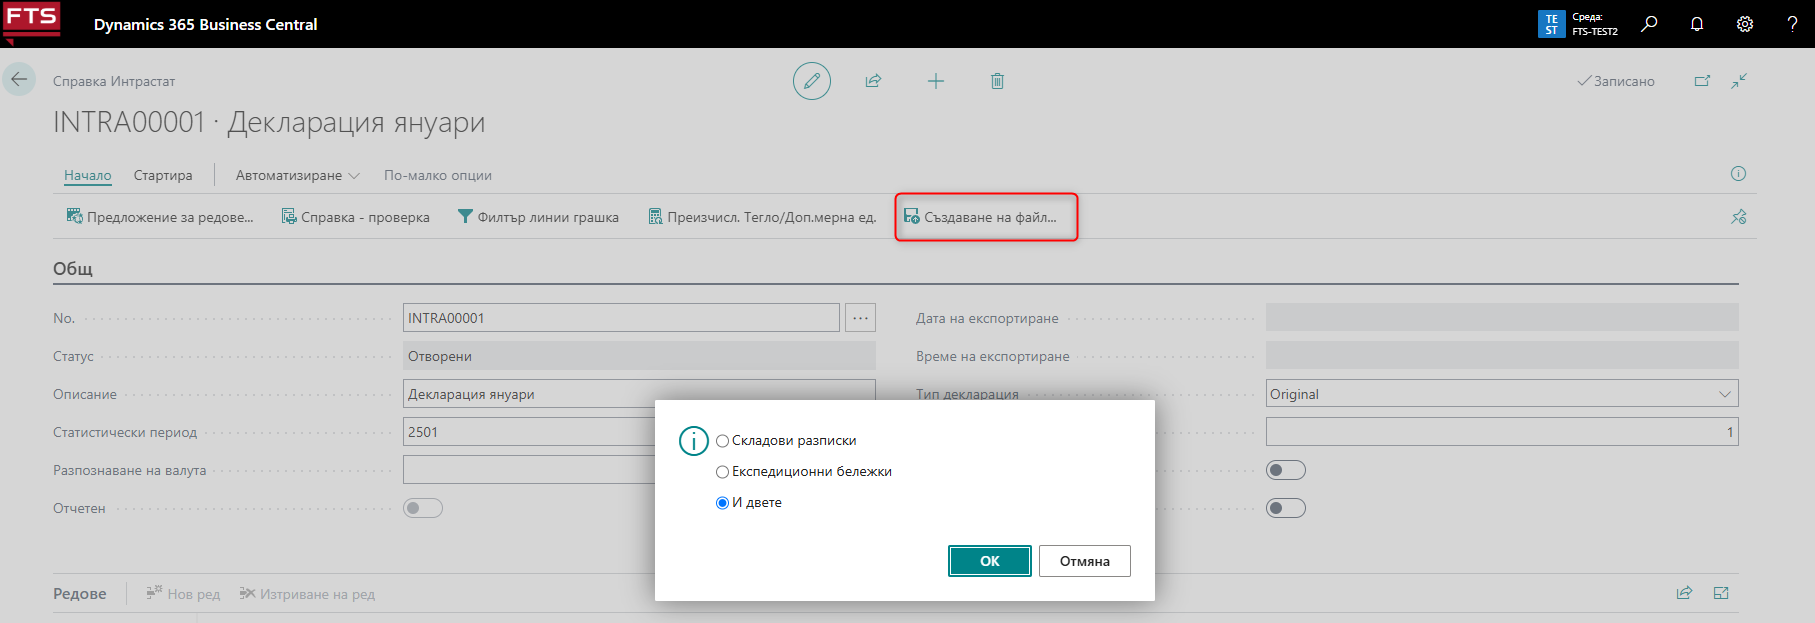 FTS
Dynamics 365 Business Central
TE
ST
Среда:
FTS-TEST2
Справка Интрастат
Записано
INTRA00001 · Декларация януари
Начало Стартира Автоматизиране По-малко опции
Предложение за редове... Справка - проверка Филтър линии грашка Преизчисл. Тегло/Доп.мерна ед. Създаване на файл...
Общ
No. INTRA00001 ... Дата на експортиране
Статус Отворени Време на експортиране
Описание Декларация януари Тип декларация Original
Статистически период 2501 1
Разпознаване на валута
Отчетен
Складови разписки
Експедиционни бележки
И двете
ОК Отмяна
Редове Нов ред Изтриване на ред